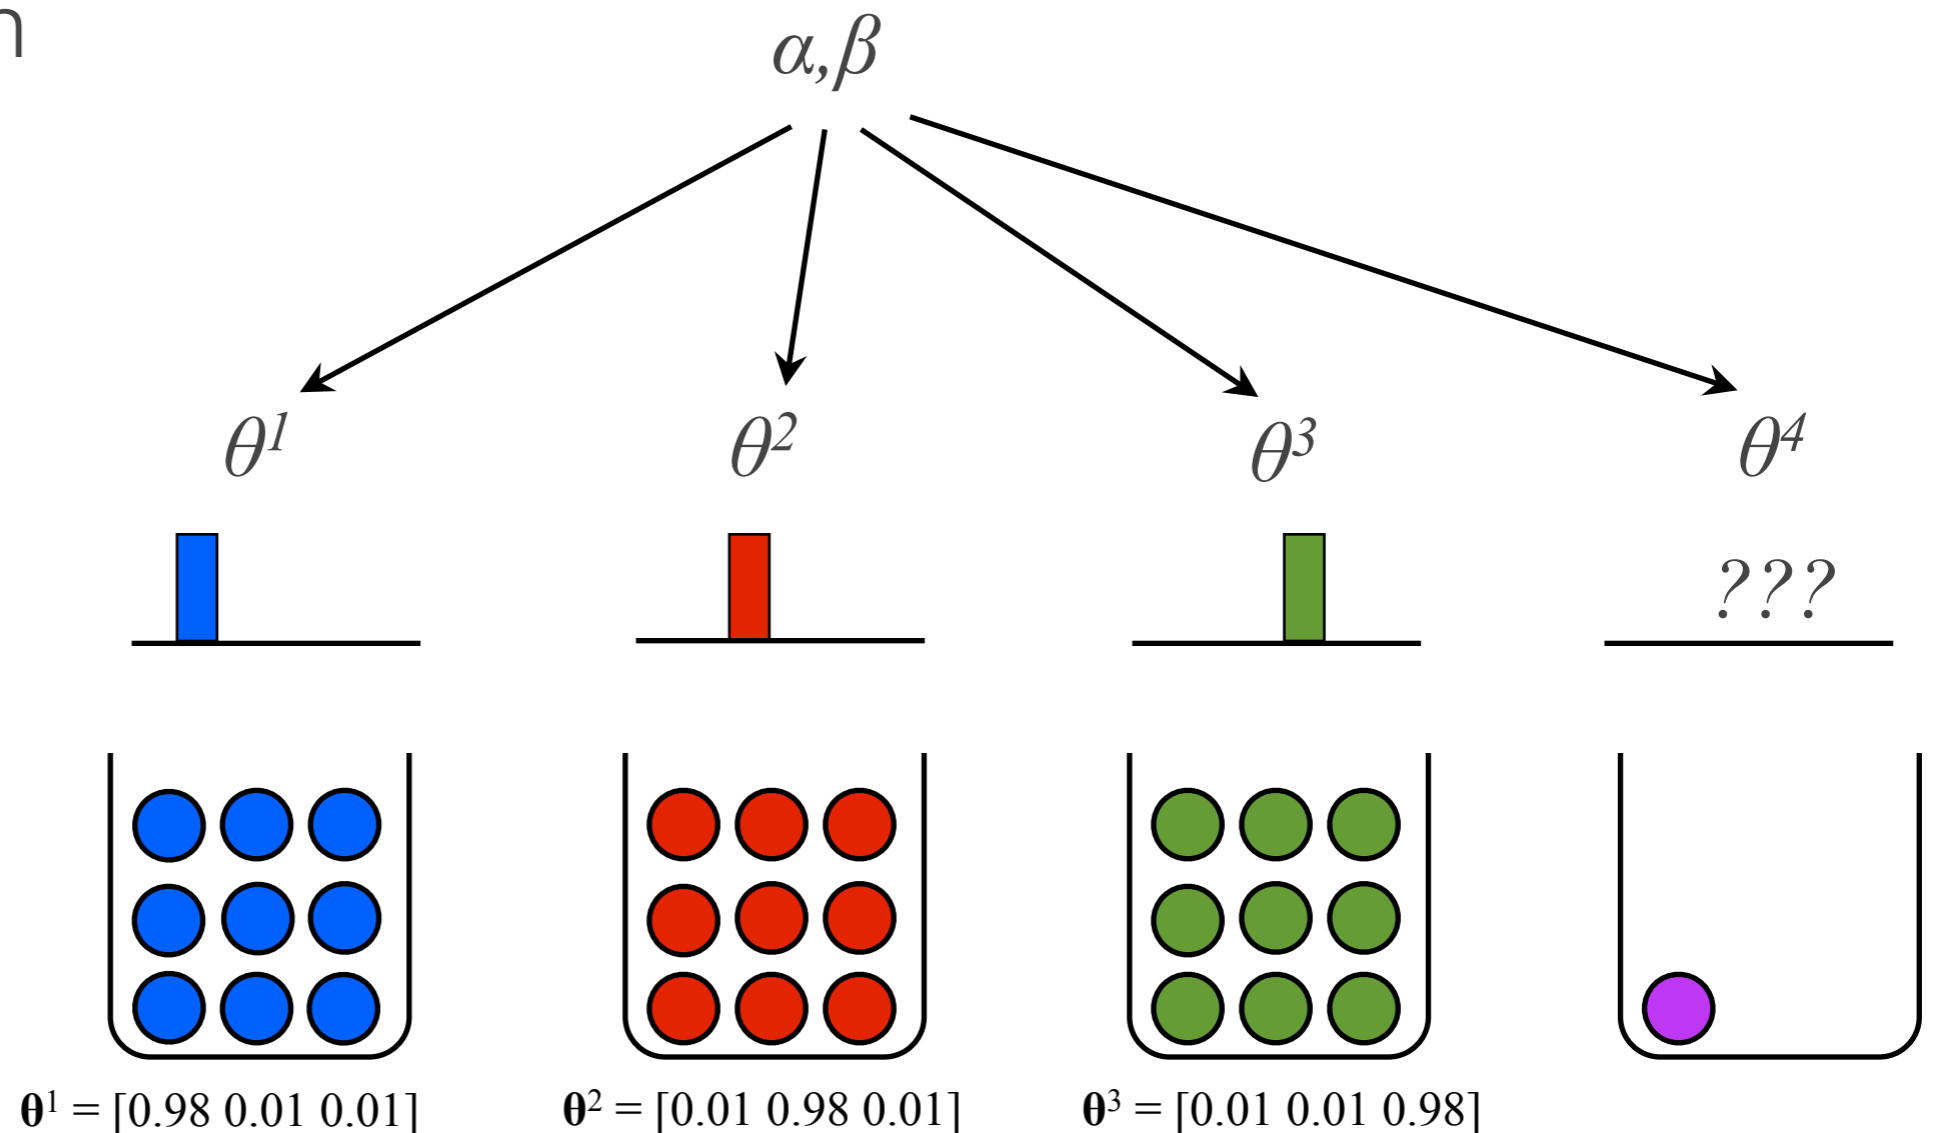 n
α,β
θ¹ θ² θ³ θ⁴
???
θ¹ = [0.98 0.01 0.01] θ² = [0.01 0.98 0.01] θ³ = [0.01 0.01 0.98]